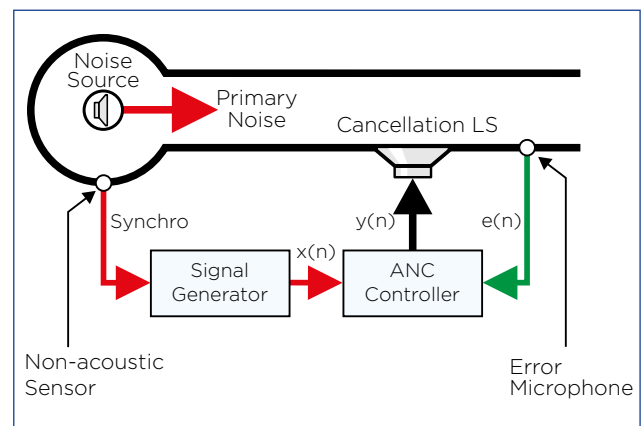 Noise
Source
Primary
Noise
Cancellation LS
Synchro
y(n)
e(n)
x(n)
Signal
Generator
ANC
Controller
Non-acoustic
Sensor
Error
Microphone